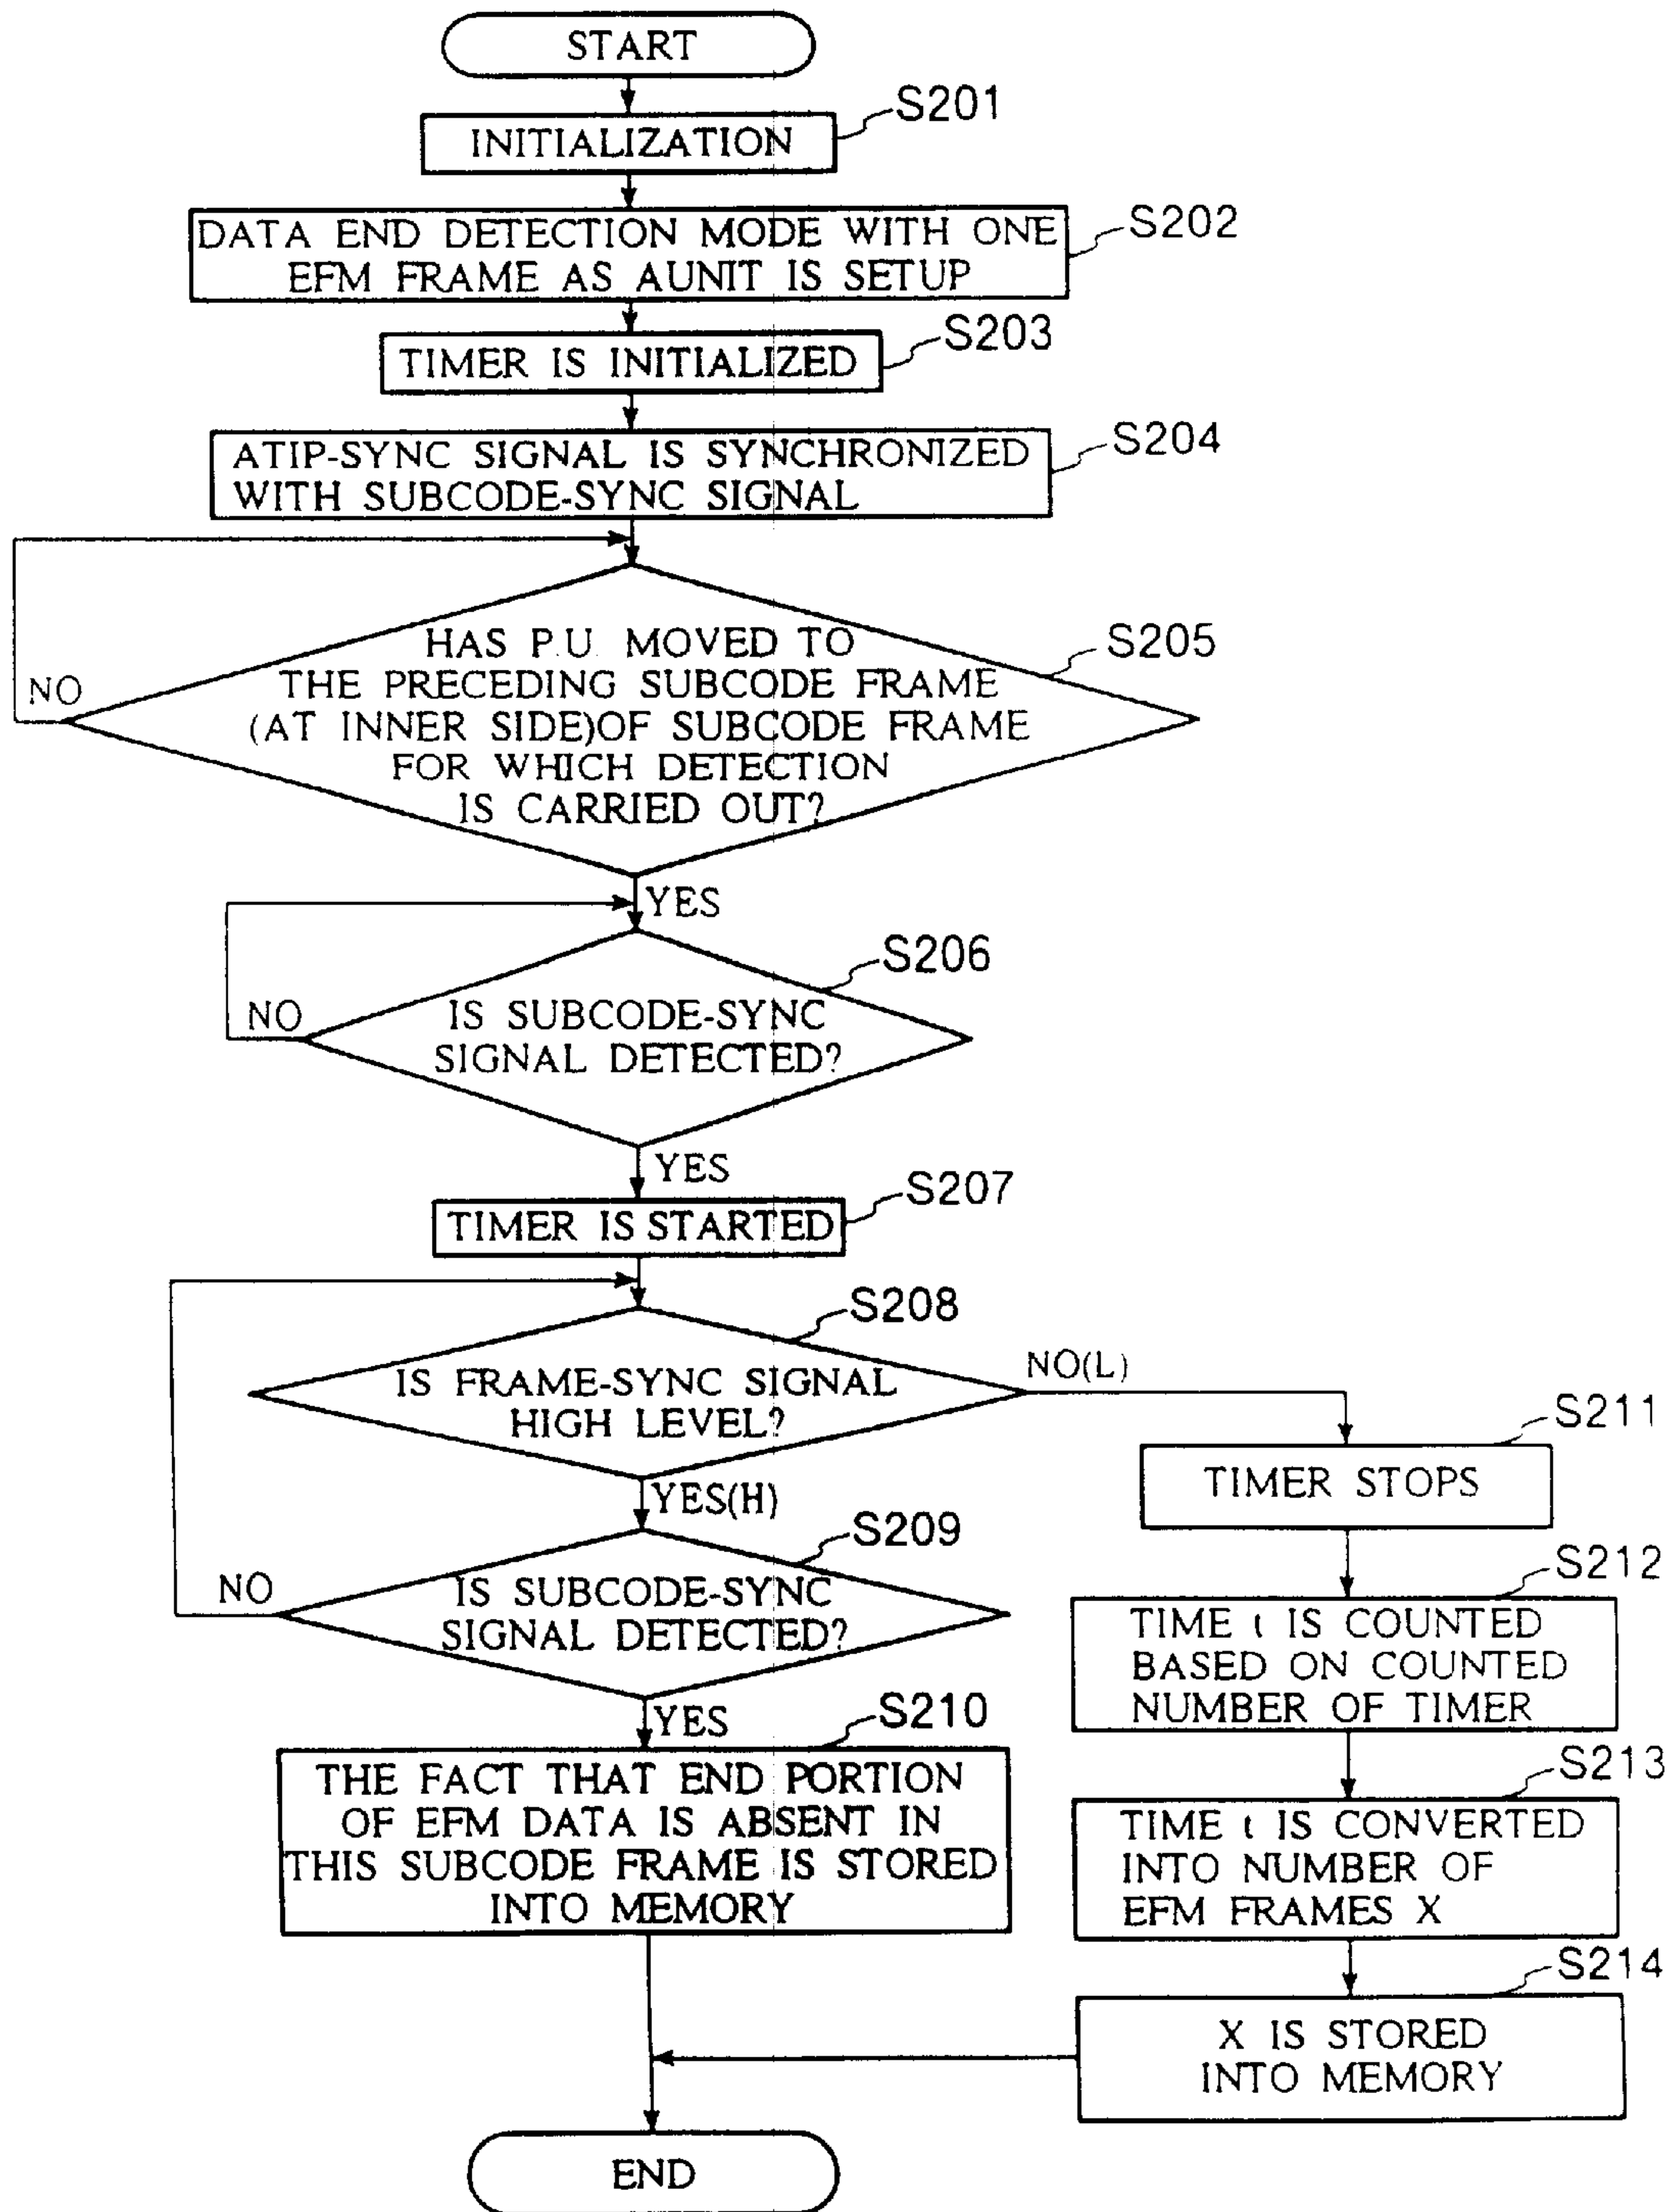 START
S201
INITIALIZATION
S202
DATA END DETECTION MODE WITH ONE
EFM FRAME AS AUNIT IS SETUP
S203
TIMER IS INITIALIZED
S204
ATIP-SYNC SIGNAL IS SYNCHRONIZED
WITH SUBCODE-SYNC SIGNAL
S205
HAS P.U. MOVED TO
THE PRECEDING SUBCODE FRAME
(AT INNER SIDE)OF SUBCODE FRAME
FOR WHICH DETECTION
IS CARRIED OUT?
NO
YES
S206
IS SUBCODE-SYNC
SIGNAL DETECTED?
NO
YES
S207
TIMER IS STARTED
S208
IS FRAME-SYNC SIGNAL
HIGH LEVEL?
NO(L)
YES(H)
S209
IS SUBCODE-SYNC
SIGNAL DETECTED?
NO
YES
S210
THE FACT THAT END PORTION
OF EFM DATA IS ABSENT IN
THIS SUBCODE FRAME IS STORED
INTO MEMORY
S211
TIMER STOPS
S212
TIME t IS COUNTED
BASED ON COUNTED
NUMBER OF TIMER
S213
TIME t IS CONVERTED
INTO NUMBER OF
EFM FRAMES X
S214
X IS STORED
INTO MEMORY
END